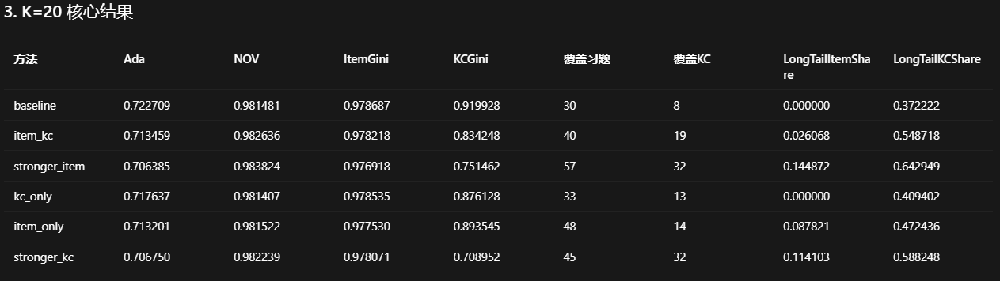 3. K=20 核心结果
方法 Ada NOV ItemGini KCGini 覆盖习题 覆盖KC LongTailItemSha LongTailKCShare
re
baseline 0.722709 0.981481 0.978687 0.919928 30 8 0.000000 0.372222
item_kc 0.713459 0.982636 0.978218 0.834248 40 19 0.026068 0.548718
stronger_item 0.706385 0.983824 0.976918 0.751462 57 32 0.144872 0.642949
kc_only 0.717637 0.981407 0.978535 0.876128 33 13 0.000000 0.409402
item_only 0.713201 0.981522 0.977530 0.893545 48 14 0.087821 0.472436
stronger_kc 0.706750 0.982239 0.978071 0.708952 45 32 0.114103 0.588248